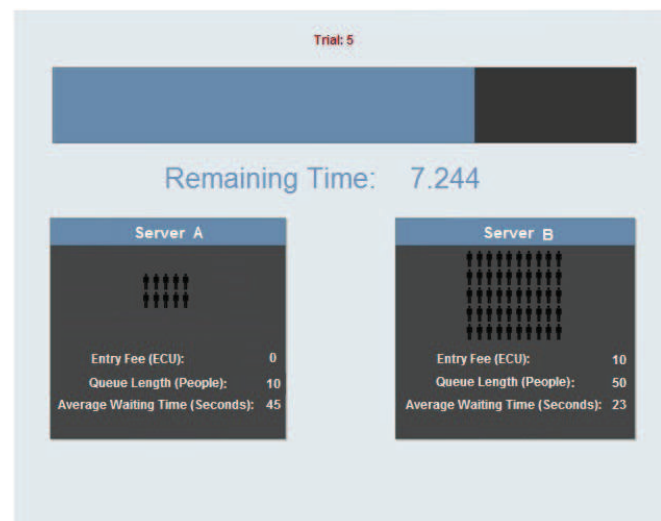 Trial: 5
Remaining Time: 7.244
Server A
Entry Fee (ECU): 0
Queue Length (People): 10
Average Waiting Time (Seconds): 45
Server B
Entry Fee (ECU): 10
Queue Length (People): 50
Average Waiting Time (Seconds): 23